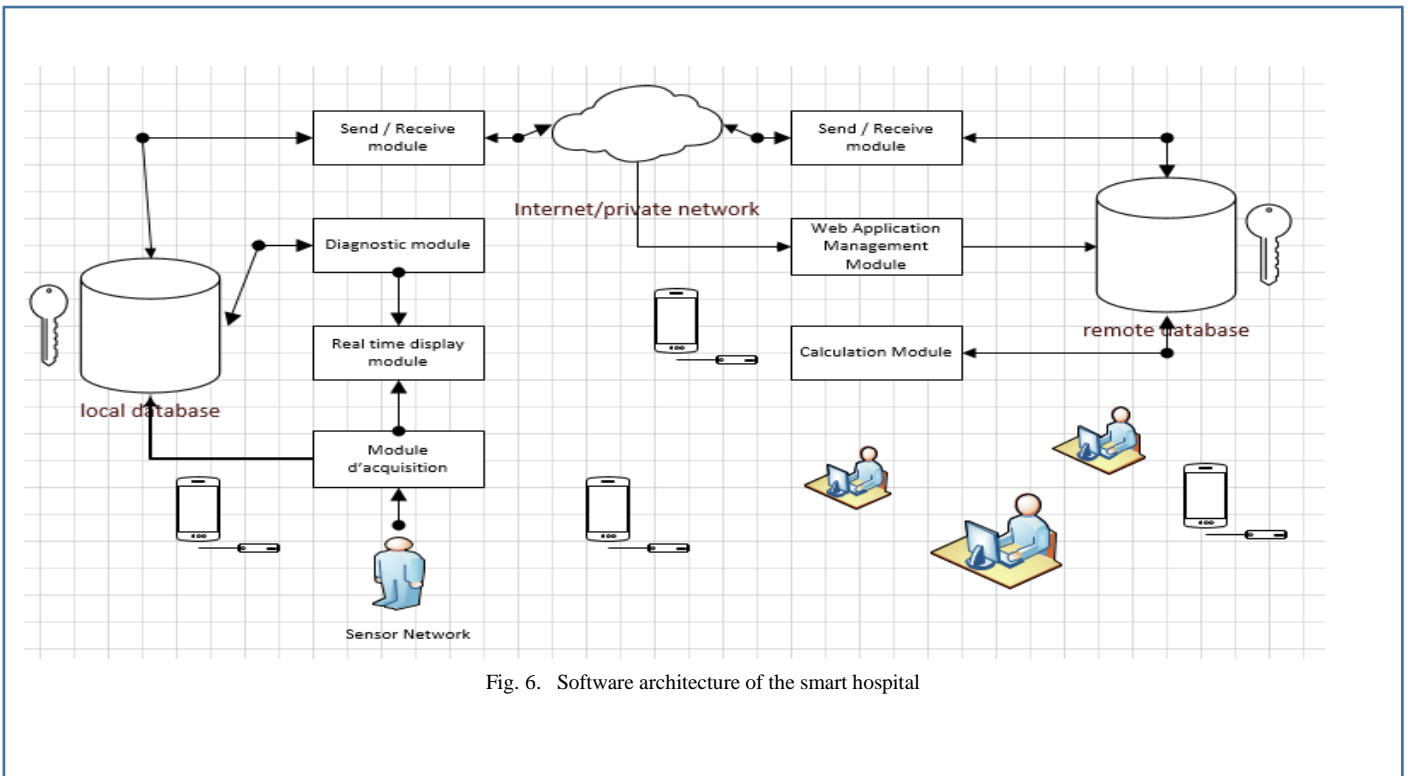 Send / Receive
module
Send / Receive
module
Internet/private network
Diagnostic module
Web Application
Management
Module
Real time display
module
Calculation Module
remote database
local database
Module
d'acquisition
Sensor Network
Fig. 6. Software architecture of the smart hospital